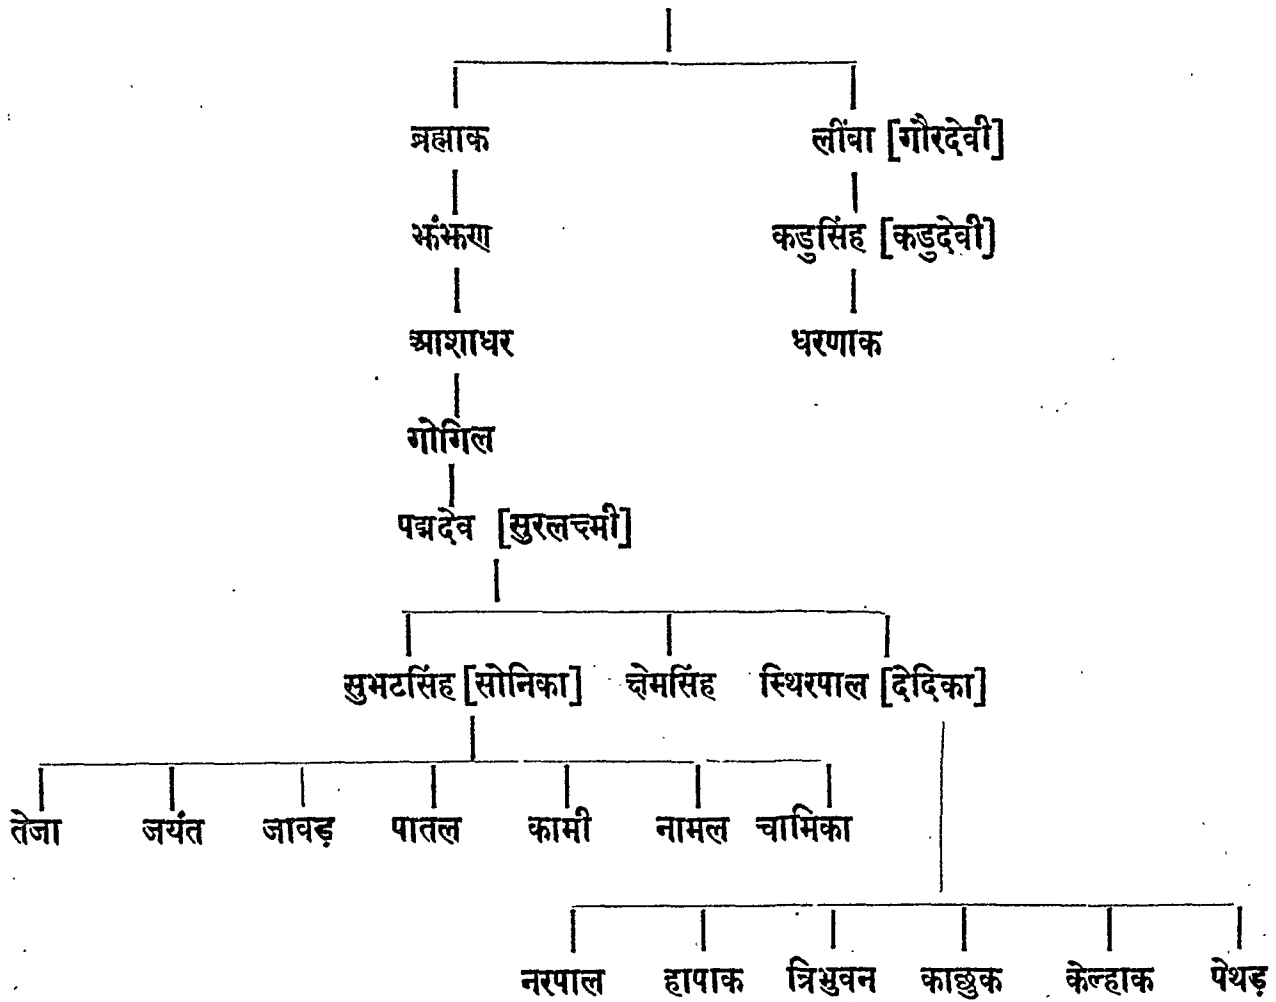 ब्रह्माक लींबा [गौरदेवी]
झंझण कडुसिंह [कडुदेवी]
आशाधर धरणाक
गोगिल
पद्मदेव [सुरलक्ष्मी]
सुभटसिंह [सोनिका] क्षेमसिंह स्थिरपाल [देदिका]
तेजा जयंत जावड़ पातल कामी नामल चामिका
नरपाल हापाक त्रिभुवन काछुक केल्हाक पेथड़